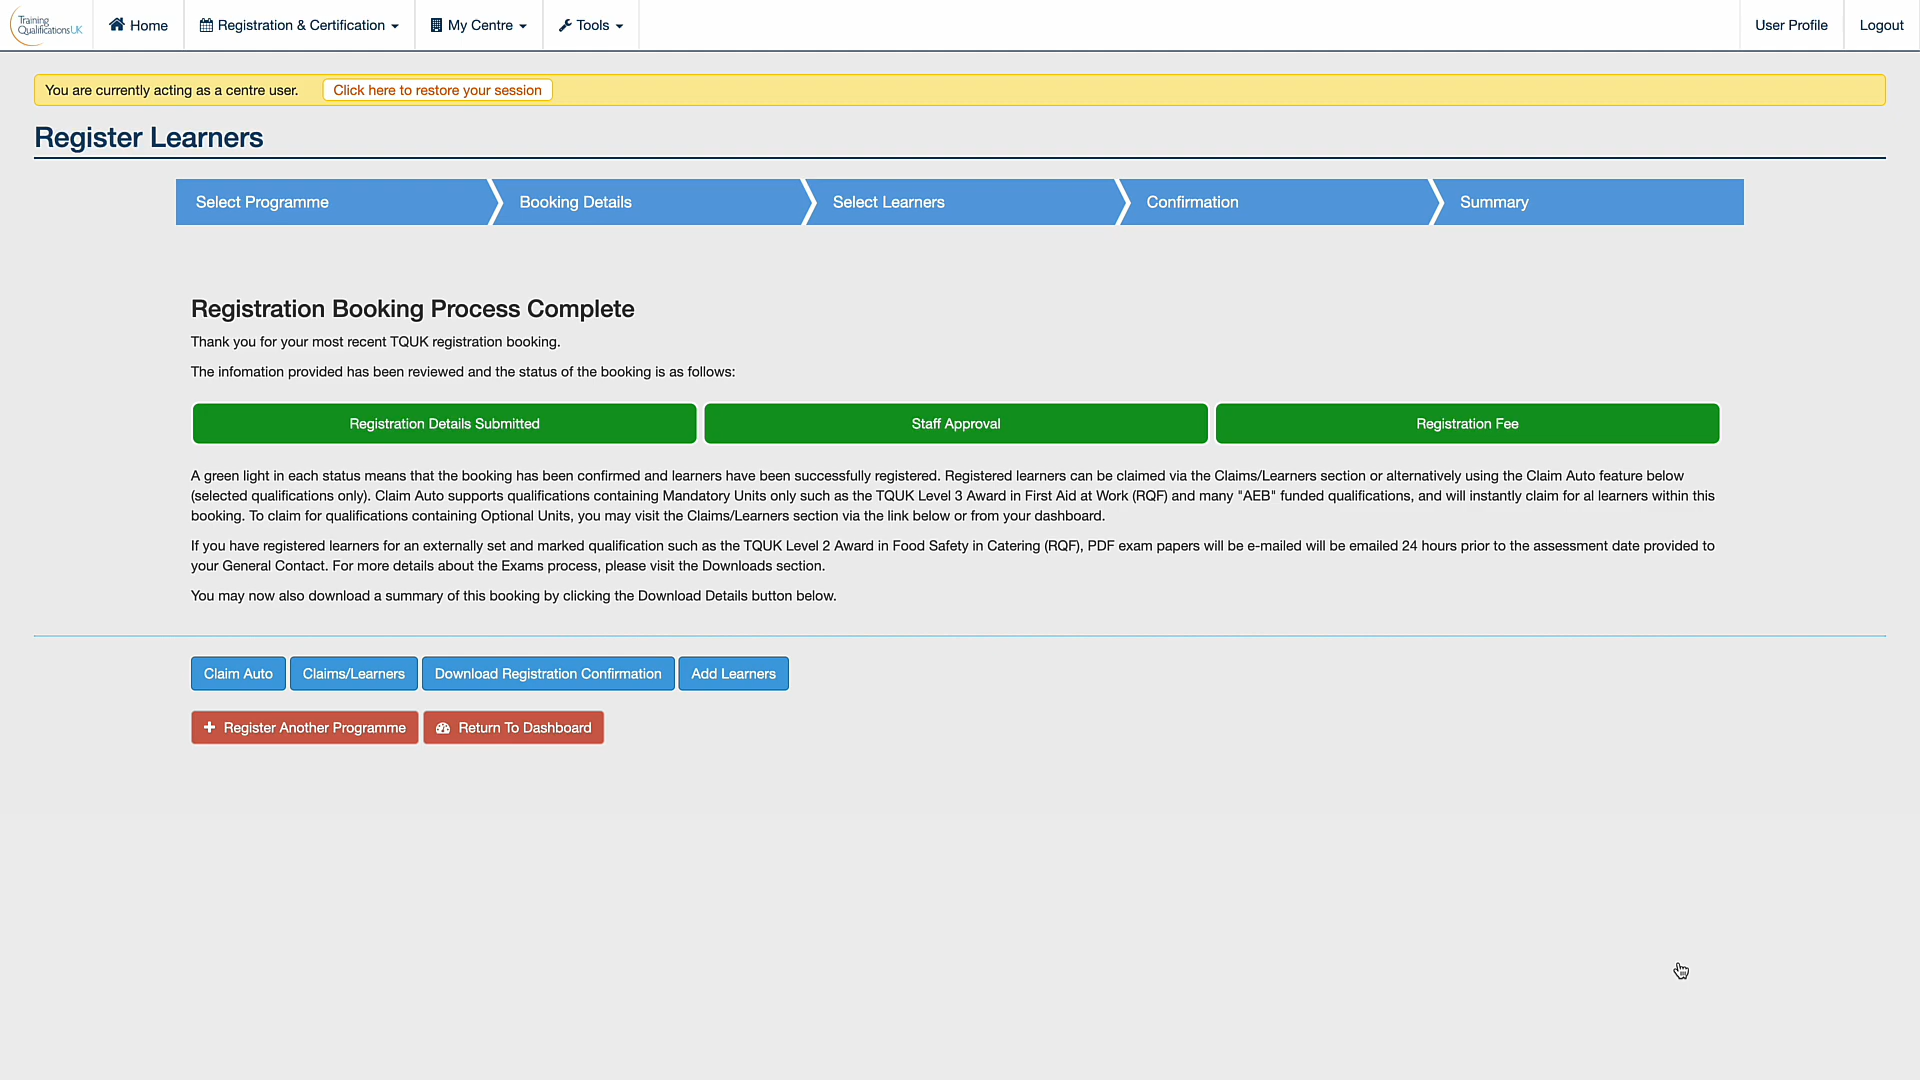 Training
Qualifications UK
Home
Registration & Certification
My Centre
Tools
User Profile
Logout
You are currently acting as a centre user.
Click here to restore your session
Register Learners
Select Programme
Booking Details
Select Learners
Confirmation
Summary
Registration Booking Process Complete
Thank you for your most recent TQUK registration booking.
The infomation provided has been reviewed and the status of the booking is as follows:
Registration Details Submitted
Staff Approval
Registration Fee
A green light in each status means that the booking has been confirmed and learners have been successfully registered. Registered learners can be claimed via the Claims/Learners section or alternatively using the Claim Auto feature below
(selected qualifications only). Claim Auto supports qualifications containing Mandatory Units only such as the TQUK Level 3 Award in First Aid at Work (RQF) and many "AEB" funded qualifications, and will instantly claim for al learners within this
booking. To claim for qualifications containing Optional Units, you may visit the Claims/Learners section via the link below or from your dashboard.
If you have registered learners for an externally set and marked qualification such as the TQUK Level 2 Award in Food Safety in Catering (RQF), PDF exam papers will be e-mailed will be emailed 24 hours prior to the assessment date provided to
your General Contact. For more details about the Exams process, please visit the Downloads section.
You may now also download a summary of this booking by clicking the Download Details button below.
Claim Auto
Claims/Learners
Download Registration Confirmation
Add Learners
Register Another Programme
Return To Dashboard